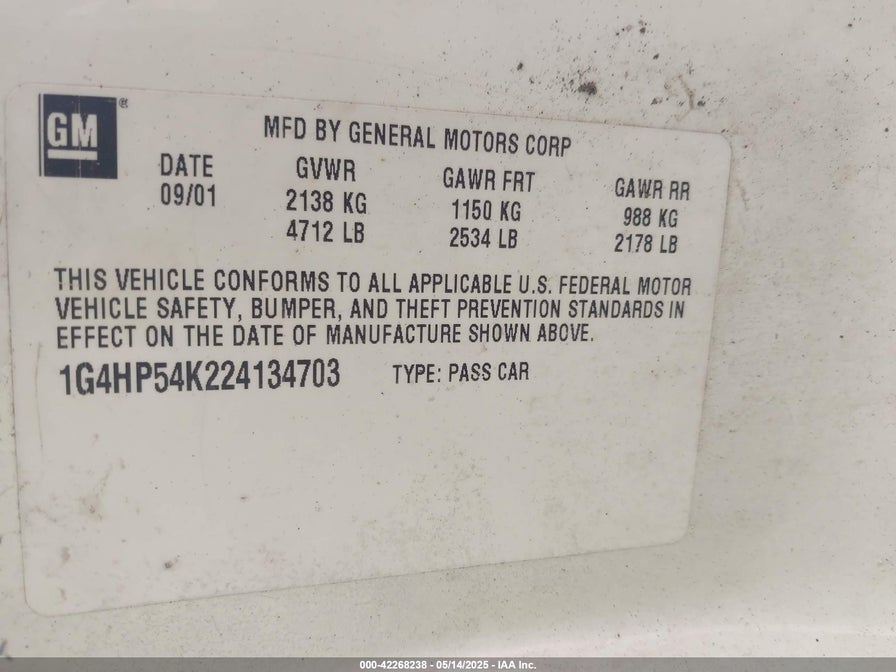 GM®
MFD BY GENERAL MOTORS CORP
DATE GVWR GAWR FRT GAWR RR
09/01 2138 KG 1150 KG 988 KG
4712 LB 2534 LB 2178 LB
THIS VEHICLE CONFORMS TO ALL APPLICABLE U.S. FEDERAL MOTOR
VEHICLE SAFETY, BUMPER, AND THEFT PREVENTION STANDARDS IN
EFFECT ON THE DATE OF MANUFACTURE SHOWN ABOVE.
1G4HP54K224134703 TYPE: PASS CAR
000-42268238 - 05/14/2025 - IAA Inc.